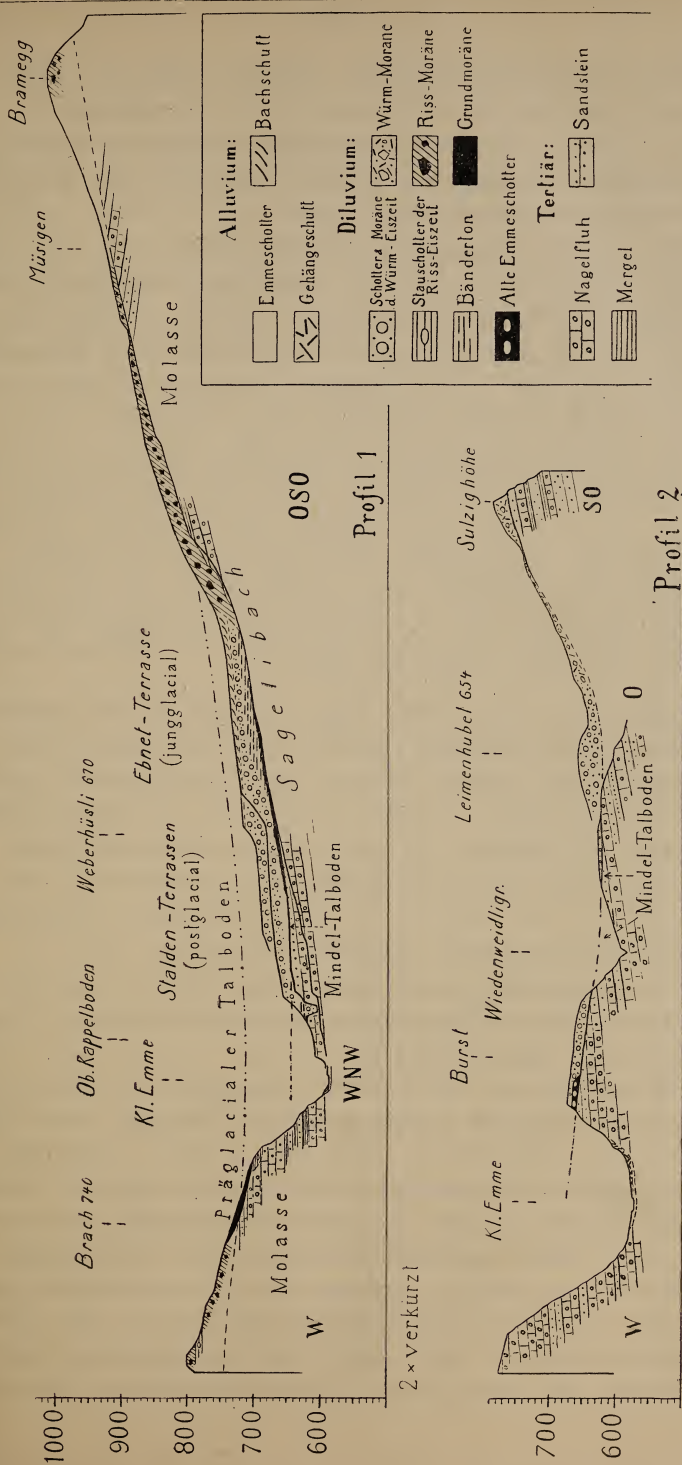 Bramegg
Müsigen
Molasse
Alluvium:
Emmeschotter
Bachschutt
Gehängeschutt
Diluvium:
Schotter & Moräne
d. Würm-Eiszeit
Würm-Moräne
Stauschotter der
Riss-Eiszeit
Riss-Moräne
Bänderton
Grundmoräne
Alte Emmeschotter
Tertiär:
Nagelfluh
Sandstein
Mergel
Brach 740
Ob. Rappelboden
Kl. Emme
Weberhüsli 670
Stalden-Terrassen
(postglacial)
Ebnet-Terrasse
(jungglacial)
Präglacialer Talboden
Sagelibach
Molasse
Mindel-Talboden
W
WNW
OSO
Profil 1
1000
900
800
700
600
2 x verkürzt
Kl. Emme
Burst
Wiedenweidligr.
Leimenhubel 654
Sulzighöhe
Mindel-Talboden
W
O
SO
Profil 2
700
600